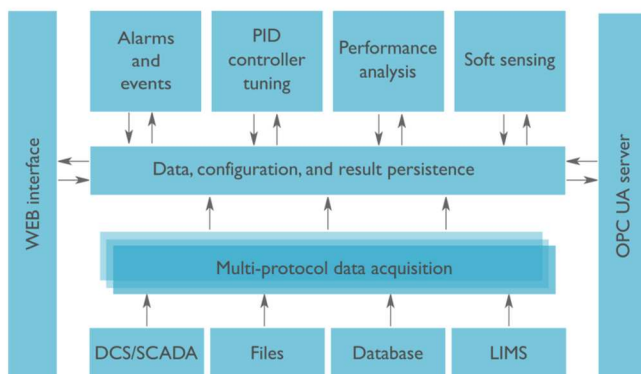 WEB interface
Alarms
and
events
PID
controller
tuning
Performance
analysis
Soft sensing
OPC UA server
Data, configuration, and result persistence
Multi-protocol data acquisition
DCS/SCADA
Files
Database
LIMS